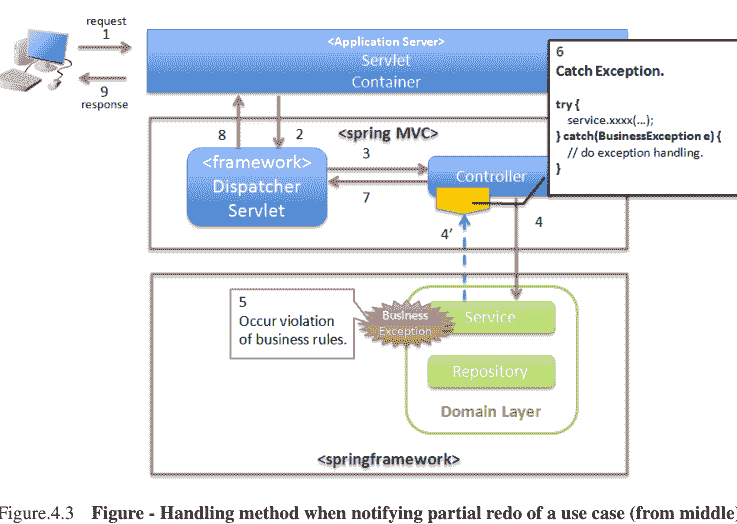 request
1
9
response
<Application Server>
Servlet
Container
8
2
<spring MVC>
3
<framework>
Dispatcher
Servlet
7
Controller
6
Catch Exception.
try {
service.xxxx(...);
} catch(BusinessException e) {
// do exception handling.
}
4'
4
5
Occur violation
of business rules.
Business
Exception
Service
Repository
Domain Layer
<springframework>
Figure.4.3 Figure - Handling method when notifying partial redo of a use case (from middle)